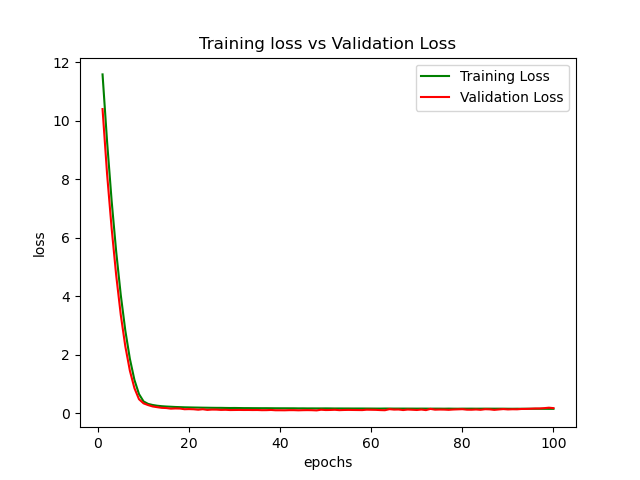 Training loss vs Validation Loss
Training Loss
Validation Loss
12
10
8
6
4
2
0
loss
0 20 40 60 80 100
epochs